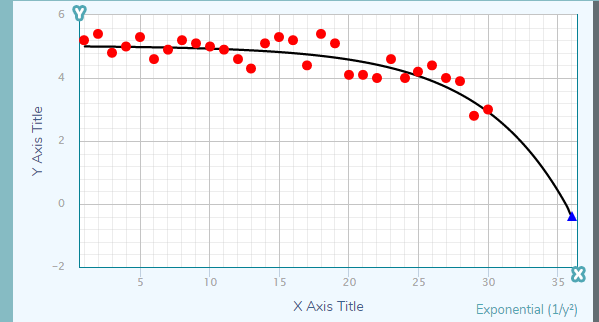 Y
6
4
2
0
−2
Y Axis Title
5 10 15 20 25 30 35
X
X Axis Title
Exponential (1/y²)